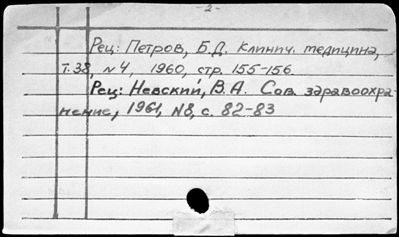 -2-
Рец: Петров, Б.Д. Клинич. медицина,
т.38, №4, 1960, стр. 155-156.
Рец: Невский, В.А. Сов. здравоохра-
нение, 1961, №8, с. 82-83